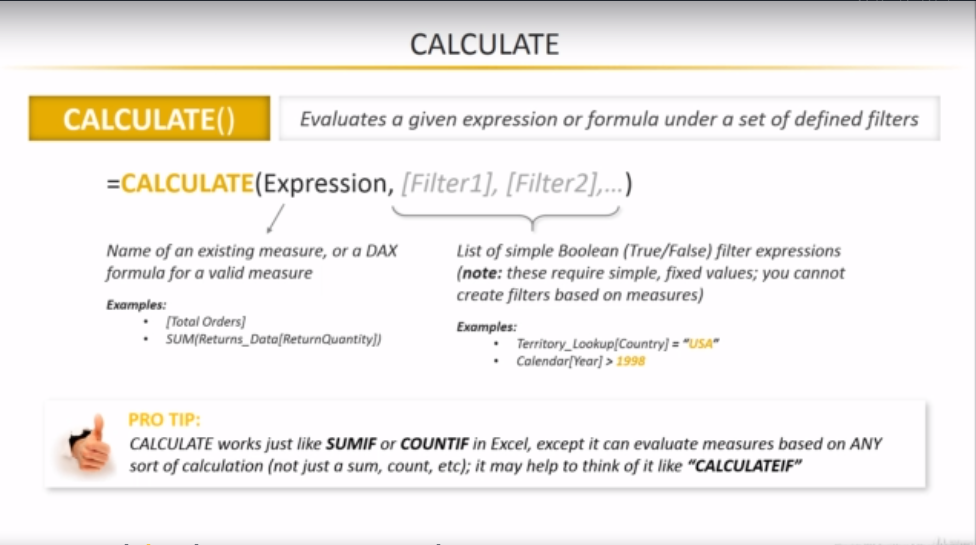 CALCULATE
CALCULATE() Evaluates a given expression or formula under a set of defined filters
=CALCULATE(Expression, [Filter1], [Filter2],...)
Name of an existing measure, or a DAX
formula for a valid measure
Examples:
• [Total Orders]
• SUM(Returns_Data[ReturnQuantity])
List of simple Boolean (True/False) filter expressions
(note: these require simple, fixed values; you cannot
create filters based on measures)
Examples:
• Territory_Lookup[Country] = "USA"
• Calendar[Year] > 1998
PRO TIP:
CALCULATE works just like SUMIF or COUNTIF in Excel, except it can evaluate measures based on ANY
sort of calculation (not just a sum, count, etc); it may help to think of it like "CALCULATEIF"